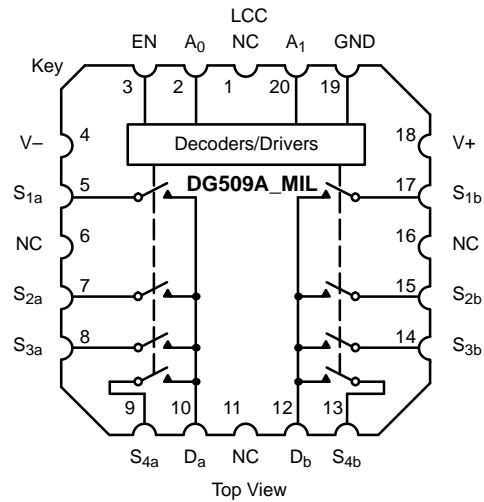 LCC
EN A0 NC A1 GND
Key
3 2 1 20 19
V– 4 Decoders/Drivers 18 V+
S1a 5 DG509A_MIL 17 S1b
NC 6 16 NC
S2a 7 15 S2b
S3a 8 14 S3b
9 10 11 12 13
S4a Da NC Db S4b
Top View